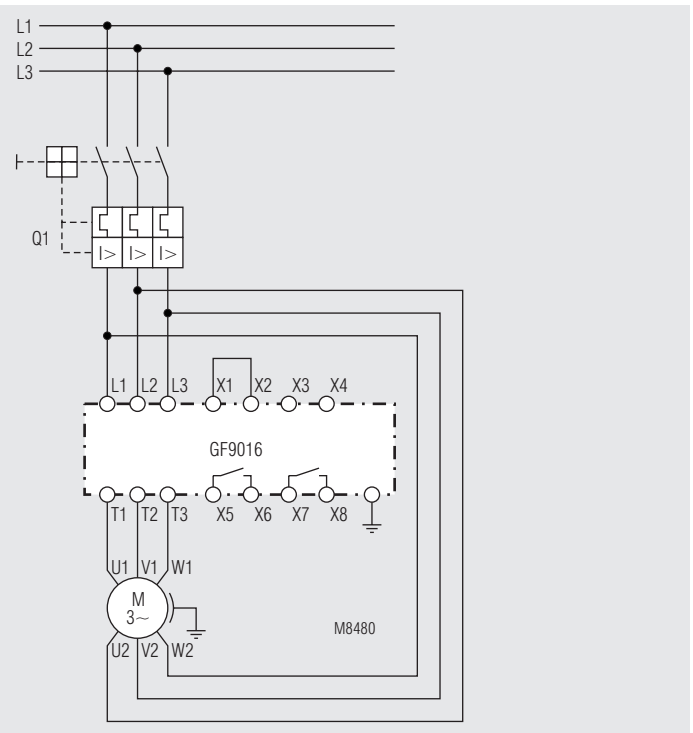 L1
L2
L3
Q1
I> I> I>
L1 L2 L3 X1 X2 X3 X4
GF9016
T1 T2 T3 X5 X6 X7 X8
U1 V1 W1
M
3~
M8480
U2 V2 W2